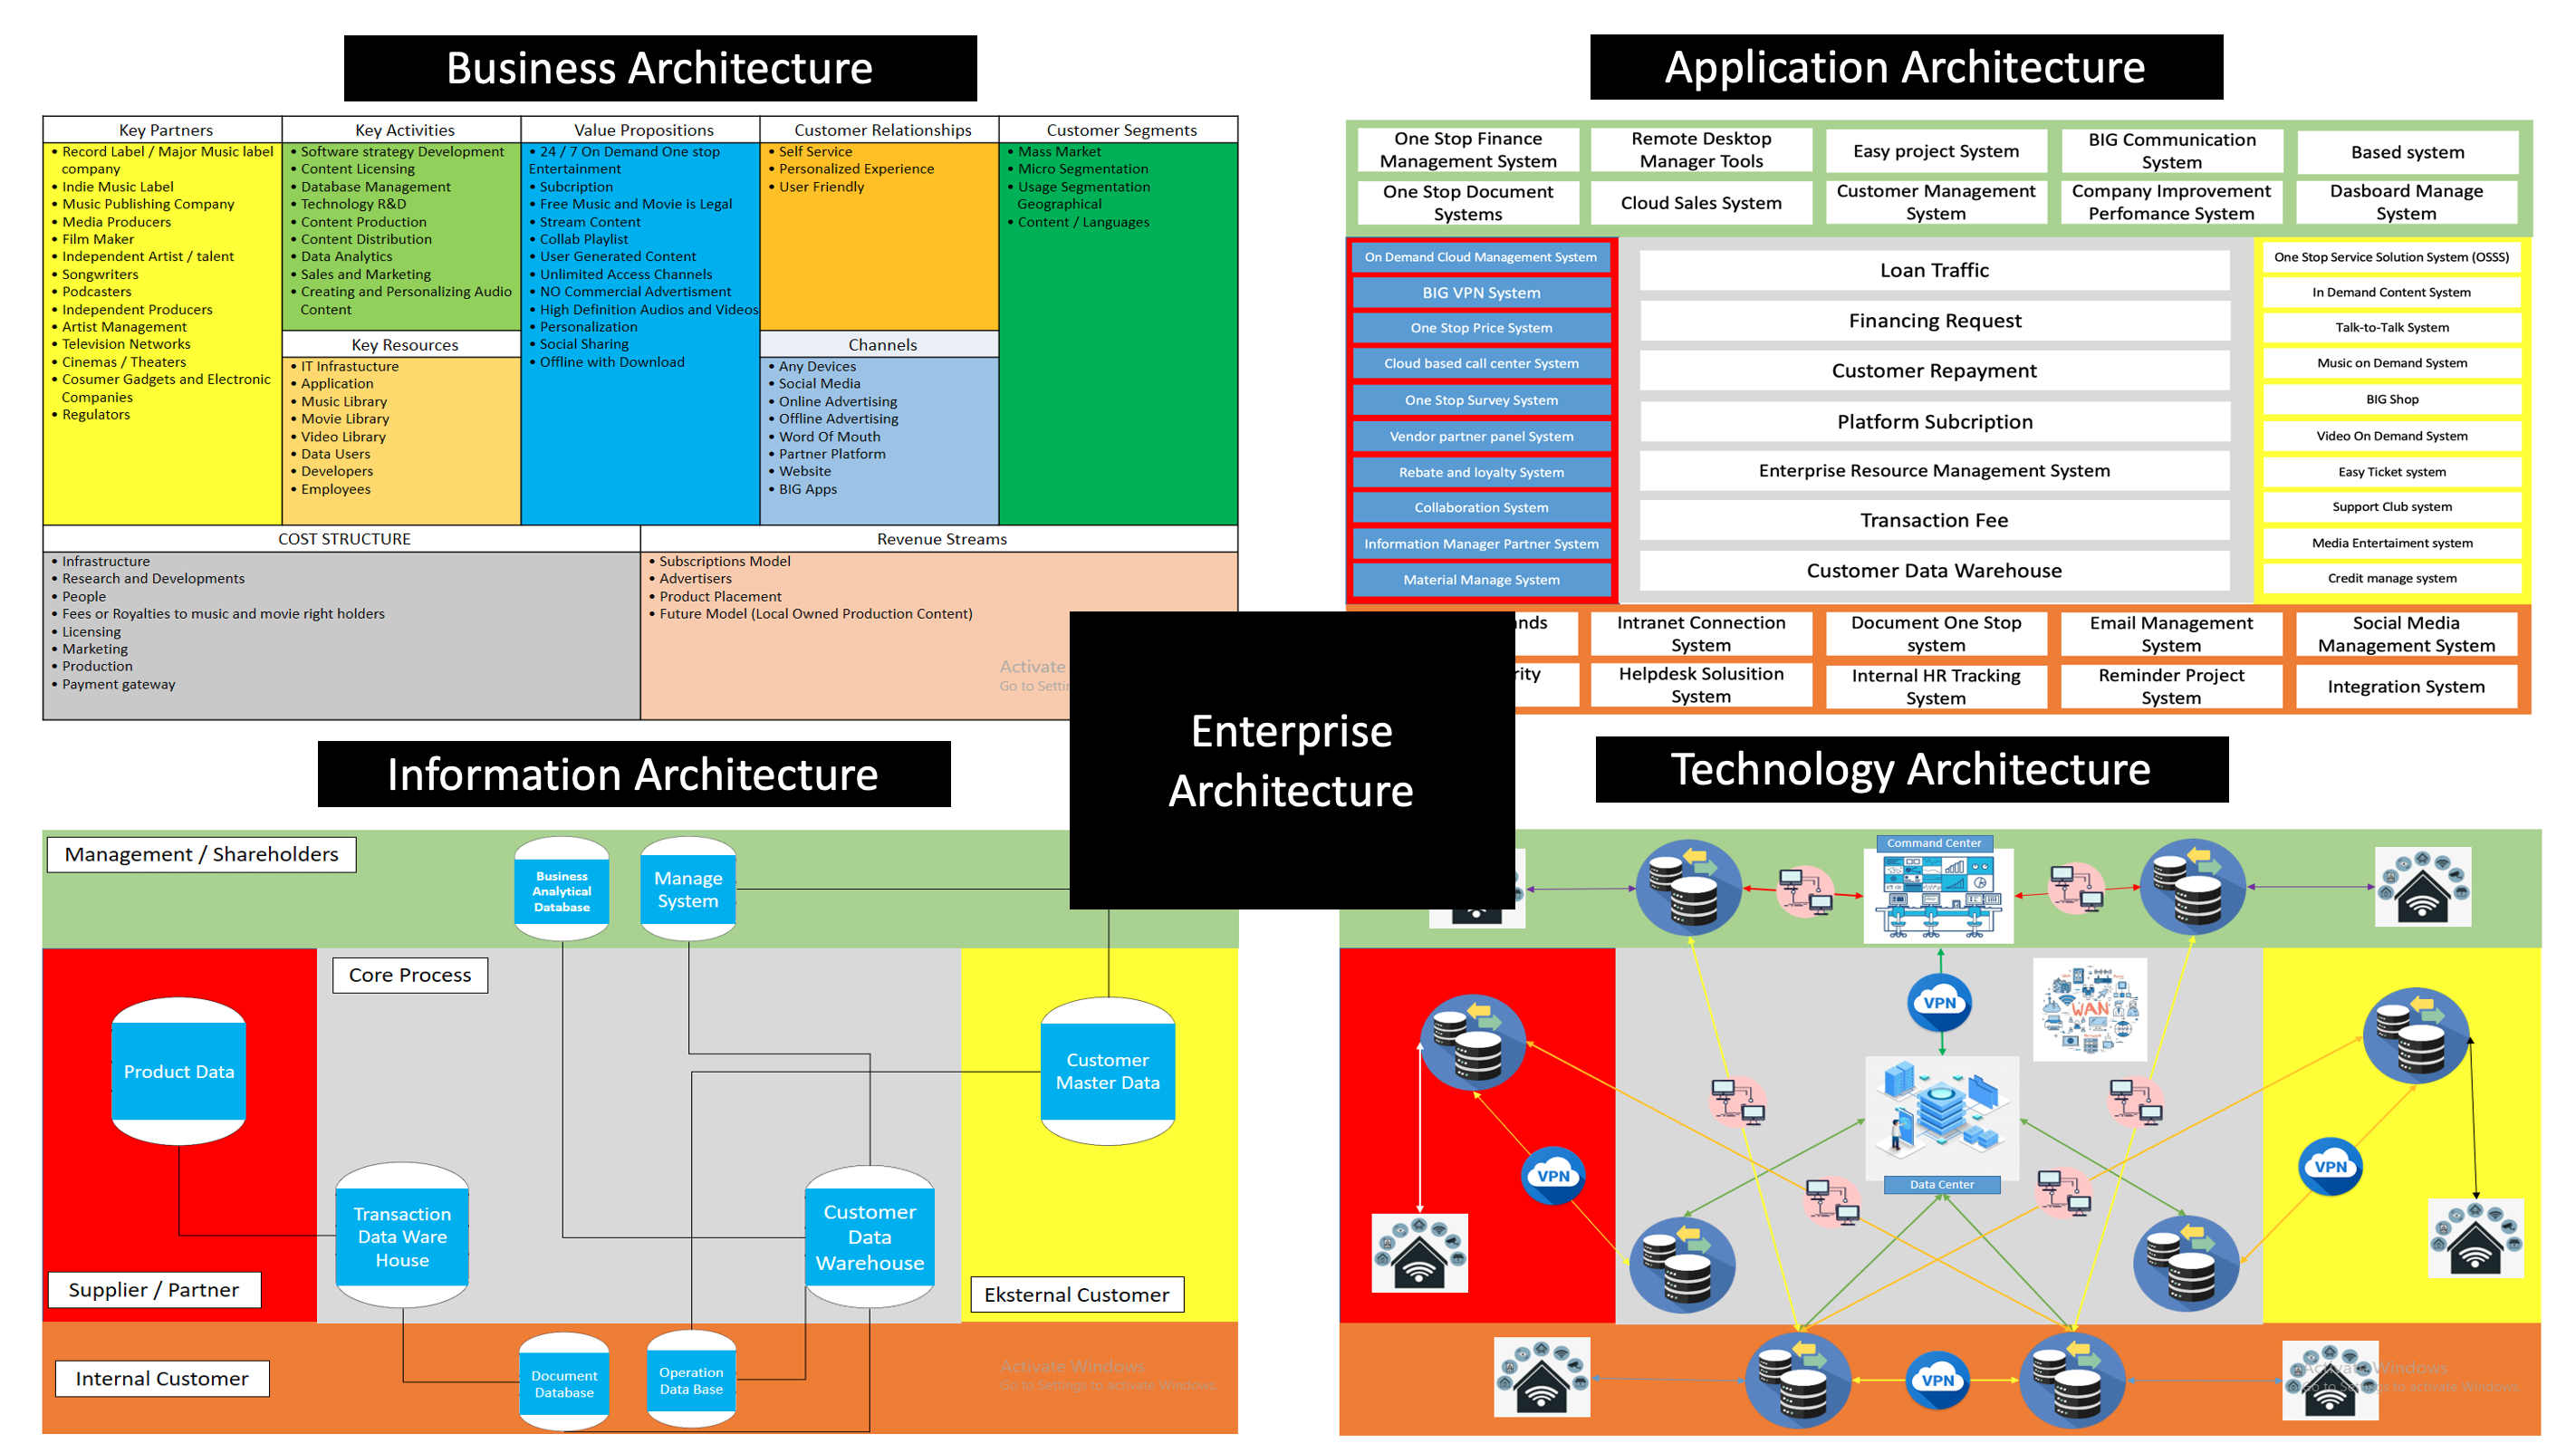 Business Architecture
Key Partners
• Record Label / Major Music label
company
• Indie Music Label
• Music Publishing Company
• Media Producers
• Film Maker
• Independent Artist / talent
• Songwriters
• Podcasters
• Independent Producers
• Artist Management
• Television Networks
• Cinemas / Theaters
• Cosumer Gadgets and Electronic
Companies
• Regulators
Key Activities
• Software strategy Development
• Content Licensing
• Database Management
• Technology R&D
• Content Production
• Content Distribution
• Data Analytics
• Sales and Marketing
• Creating and Personalizing Audio
Content
Key Resources
• IT Infrastucture
• Application
• Music Library
• Movie Library
• Video Library
• Data Users
• Developers
• Employees
Value Propositions
• 24 / 7 On Demand One stop
Entertainment
• Subcription
• Free Music and Movie is Legal
• Stream Content
• Collab Playlist
• User Generated Content
• Unlimited Access Channels
• NO Commercial Advertisment
• High Definition Audios and Videos
• Personalization
• Social Sharing
• Offline with Download
Customer Relationships
• Self Service
• Personalized Experience
• User Friendly
Channels
• Any Devices
• Social Media
• Online Advertising
• Offline Advertising
• Word Of Mouth
• Partner Platform
• Website
• BIG Apps
Customer Segments
• Mass Market
• Micro Segmentation
• Usage Segmentation
Geographical
• Content / Languages
COST STRUCTURE
• Infrastructure
• Research and Developments
• People
• Fees or Royalties to music and movie right holders
• Licensing
• Marketing
• Production
• Payment gateway
Revenue Streams
• Subscriptions Model
• Advertisers
• Product Placement
• Future Model (Local Owned Production Content)
Activate
Go to
Application Architecture
One Stop Finance
Management System
Remote Desktop
Manager Tools
Easy project System
BIG Communication
System
Based system
One Stop Document
Systems
Cloud Sales System
Customer Management
System
Company Improvement
Perfomance System
Dasboard Manage
System
On Demand Cloud Management System
BIG VPN System
One Stop Price System
Cloud based call center System
One Stop Survey System
Vendor partner panel System
Rebate and loyalty System
Collaboration System
Information Manager Partner System
Material Manage System
Loan Traffic
Financing Request
Customer Repayment
Platform Subcription
Enterprise Resource Management System
Transaction Fee
Customer Data Warehouse
One Stop Service Solution System (OSSS)
In Demand Content System
Talk-to-Talk System
Music on Demand System
BIG Shop
Video On Demand System
Easy Ticket system
Support Club system
Media Entertaiment system
Credit manage system
Intranet Connection
System
Document One Stop
system
Email Management
System
Social Media
Management System
Helpdesk Solusition
System
Internal HR Tracking
System
Reminder Project
System
Integration System
Enterprise
Architecture
Information Architecture
Management / Shareholders
Business
Analytical
Database
Manage
System
Core Process
Product Data
Customer
Master Data
Transaction
Data Ware
House
Customer
Data
Warehouse
Supplier / Partner
Eksternal Customer
Internal Customer
Document
Database
Operation
Data Base
Activate Windows
Go to Settings to activate Windows
Technology Architecture
Command Center
VPN
WAN
Data Center
VPN
VPN
VPN
Activate Windows
Go to Settings to activate Windows